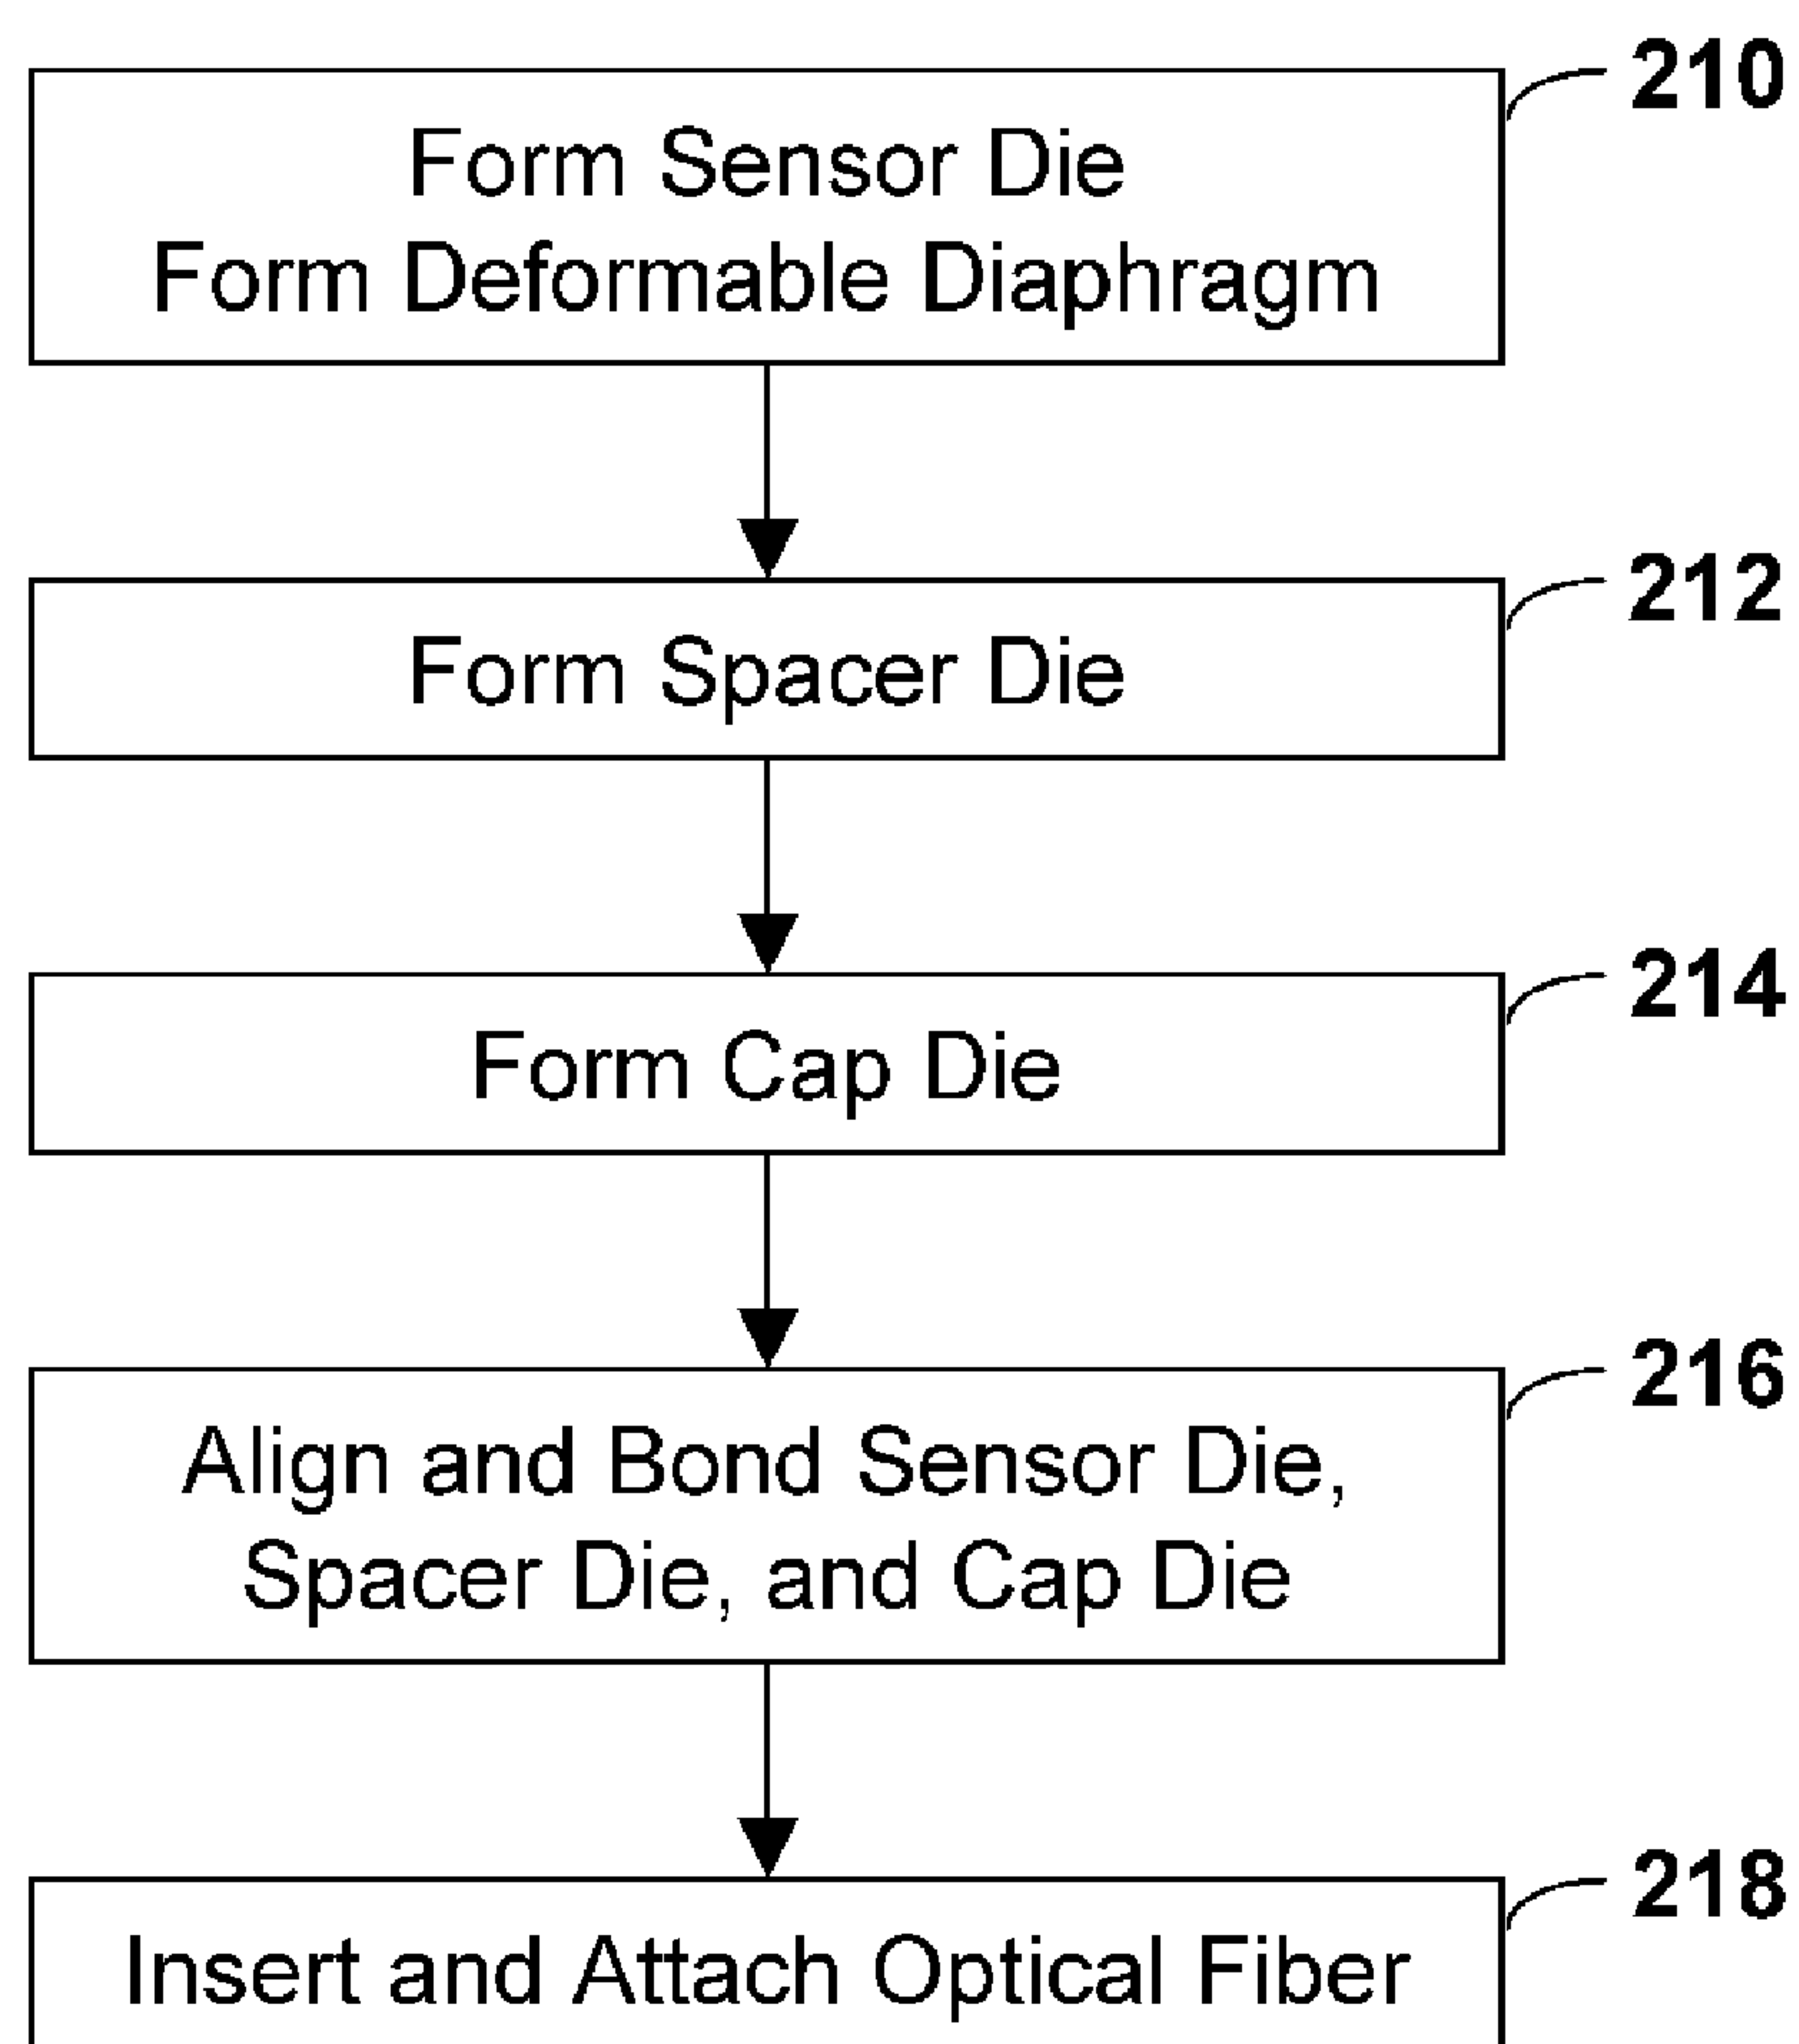 210
Form Sensor Die
Form Deformable Diaphragm
212
Form Spacer Die
214
Form Cap Die
216
Align and Bond Sensor Die,
Spacer Die, and Cap Die
218
Insert and Attach Optical Fiber